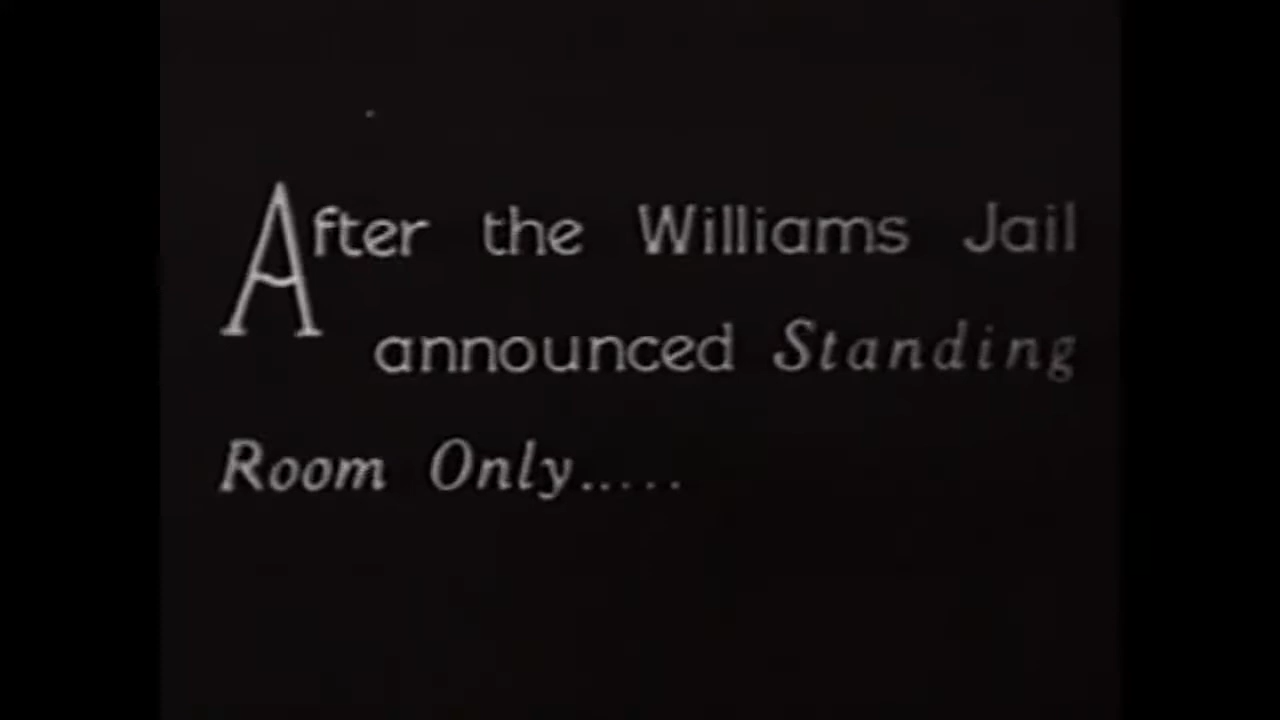 After the Williams Jail
announced Standing
Room Only.....